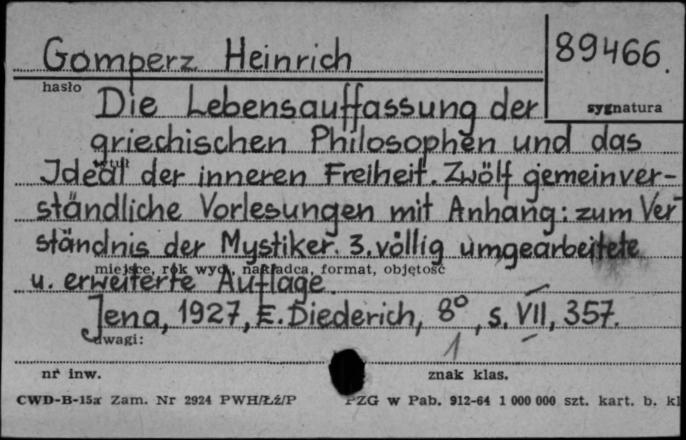 Gomperz Heinrich
89466.
hasło
sygnatura
Die Lebensauffassung der
griechischen Philosophen und das
tytuł
Ideal der inneren Freiheit. Zwölf gemeinver-
ständliche Vorlesungen mit Anhang: zum Ver-
ständnis der Mystiker. 3. völlig umgearbeitete
miejsce, rok wyd., nakładca, format, objętość
u. erweiterte Auflage.
Jena, 1927, E. Diederich, 8°, s. VII, 357.
uwagi:
1
nr inw.
znak klas.
CWD-B-15a Zam. Nr 2924 PWH/Łź/P
PZG w Pab. 912-64 1 000 000 szt. kart. b. kl